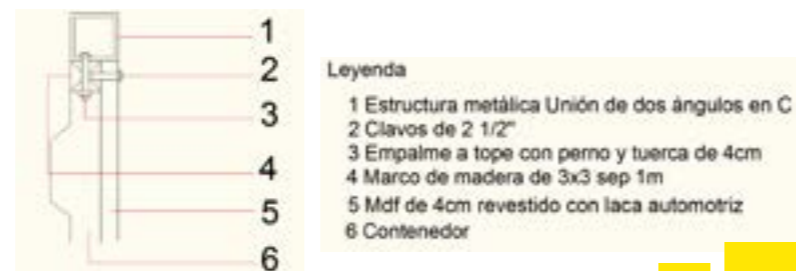 1
2
3
4
5
6
Leyenda
1 Estructura metálica Unión de dos ángulos en C
2 Clavos de 2 1/2"
3 Empalme a tope con perno y tuerca de 4cm
4 Marco de madera de 3x3 sep 1m
5 Mdf de 4cm revestido con laca automotriz
6 Contenedor